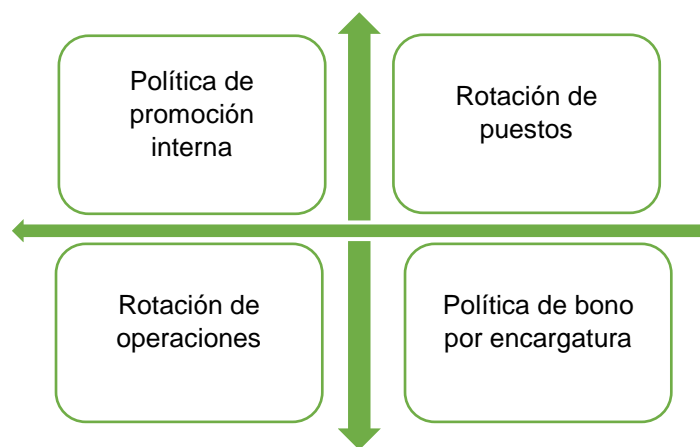 Política de
promoción
interna
Rotación de
puestos
Rotación de
operaciones
Política de bono
por encargatura